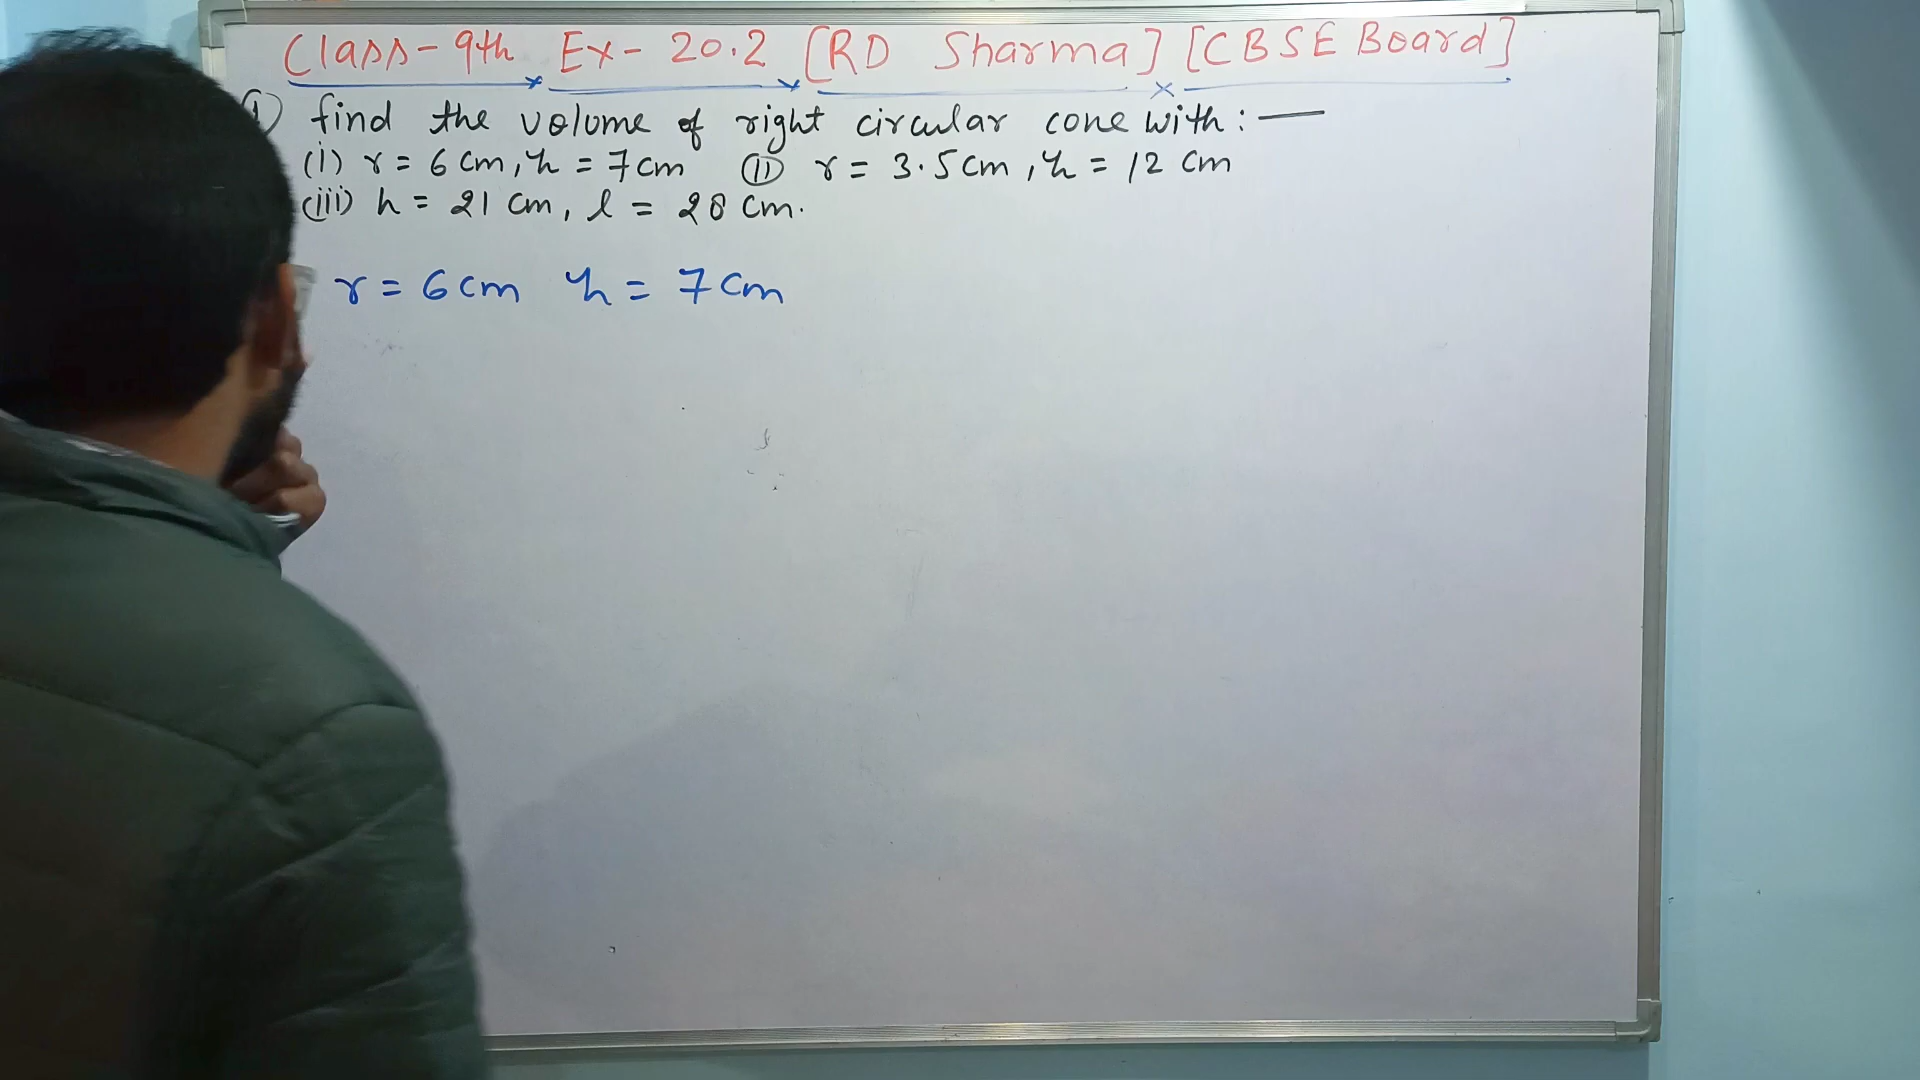 Class-9th Ex-20.2 [RD Sharma] [CBSE Board]
① find the volume of right circular cone with:—
(i) r = 6 cm, h = 7 cm (ii) r = 3.5 cm, h = 12 cm
(iii) h = 21 cm, l = 28 cm.
r = 6 cm h = 7 cm